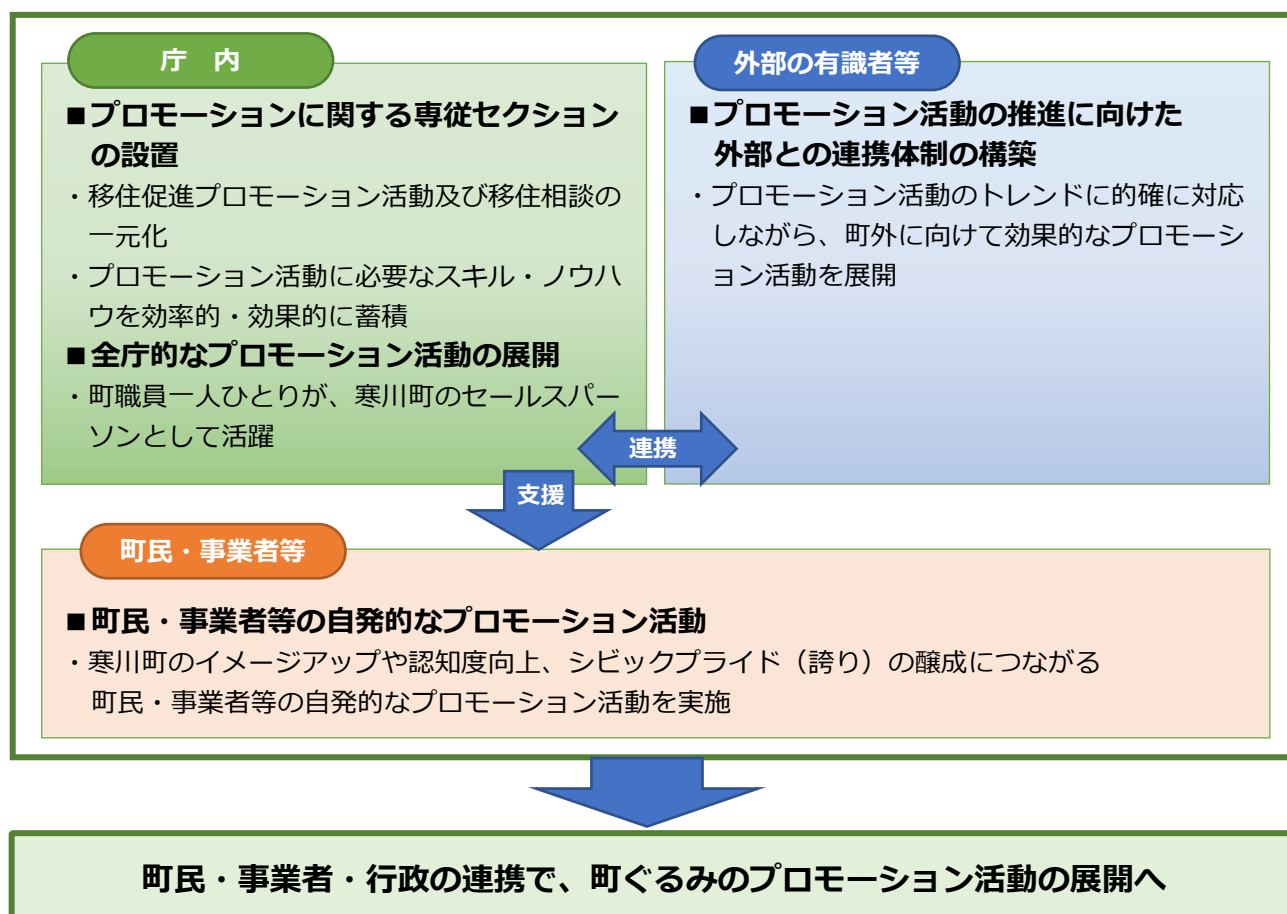 庁　内
■プロモーションに関する専従セクション
の設置
・移住促進プロモーション活動及び移住相談の
一元化
・プロモーション活動に必要なスキル・ノウハ
ウを効率的・効果的に蓄積
■全庁的なプロモーション活動の展開
・町職員一人ひとりが、寒川町のセールスパー
ソンとして活躍
外部の有識者等
■プロモーション活動の推進に向けた
外部との連携体制の構築
・プロモーション活動のトレンドに的確に対応
しながら、町外に向けて効果的なプロモーシ
ョン活動を展開
連携
支援
町民・事業者等
■町民・事業者等の自発的なプロモーション活動
・寒川町のイメージアップや認知度向上、シビックプライド（誇り）の醸成につながる
町民・事業者等の自発的なプロモーション活動を実施
町民・事業者・行政の連携で、町ぐるみのプロモーション活動の展開へ